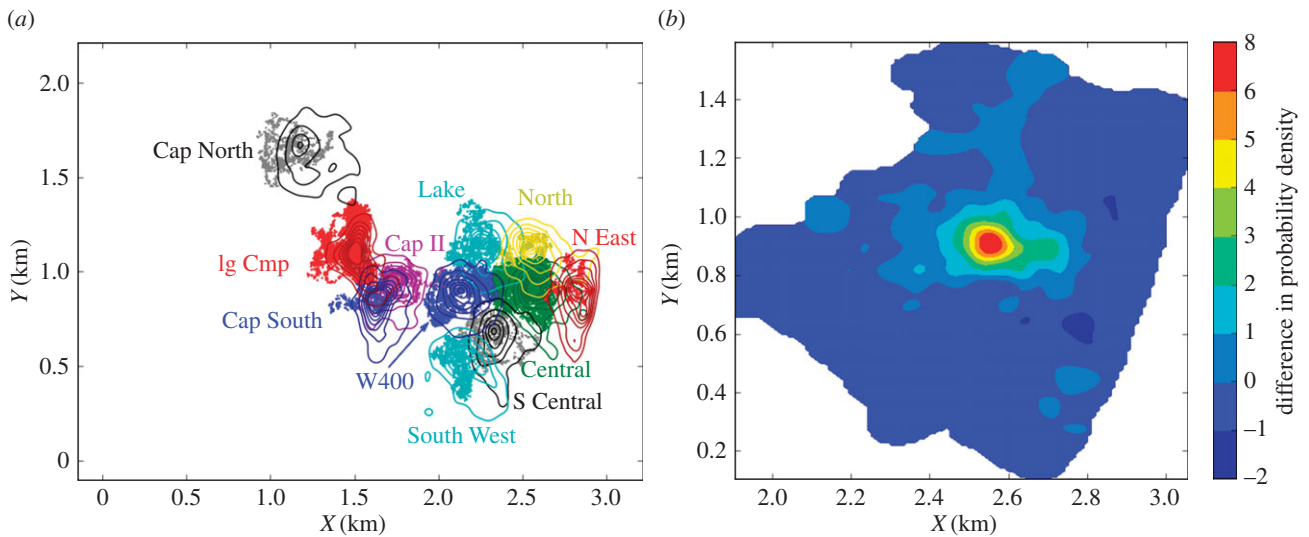 (a)
2.0
1.5
1.0
0.5
0
Y (km)
0
0.5
1.0
1.5
2.0
2.5
3.0
X (km)
Cap North
Lake
North
Cap II
N East
lg Cmp
Cap South
W400
Central
S Central
South West
(b)
1.4
1.2
1.0
0.8
0.6
0.4
0.2
Y (km)
2.0
2.2
2.4
2.6
2.8
3.0
X (km)
8
6
5
4
3
2
1
0
–1
–2
difference in probability density